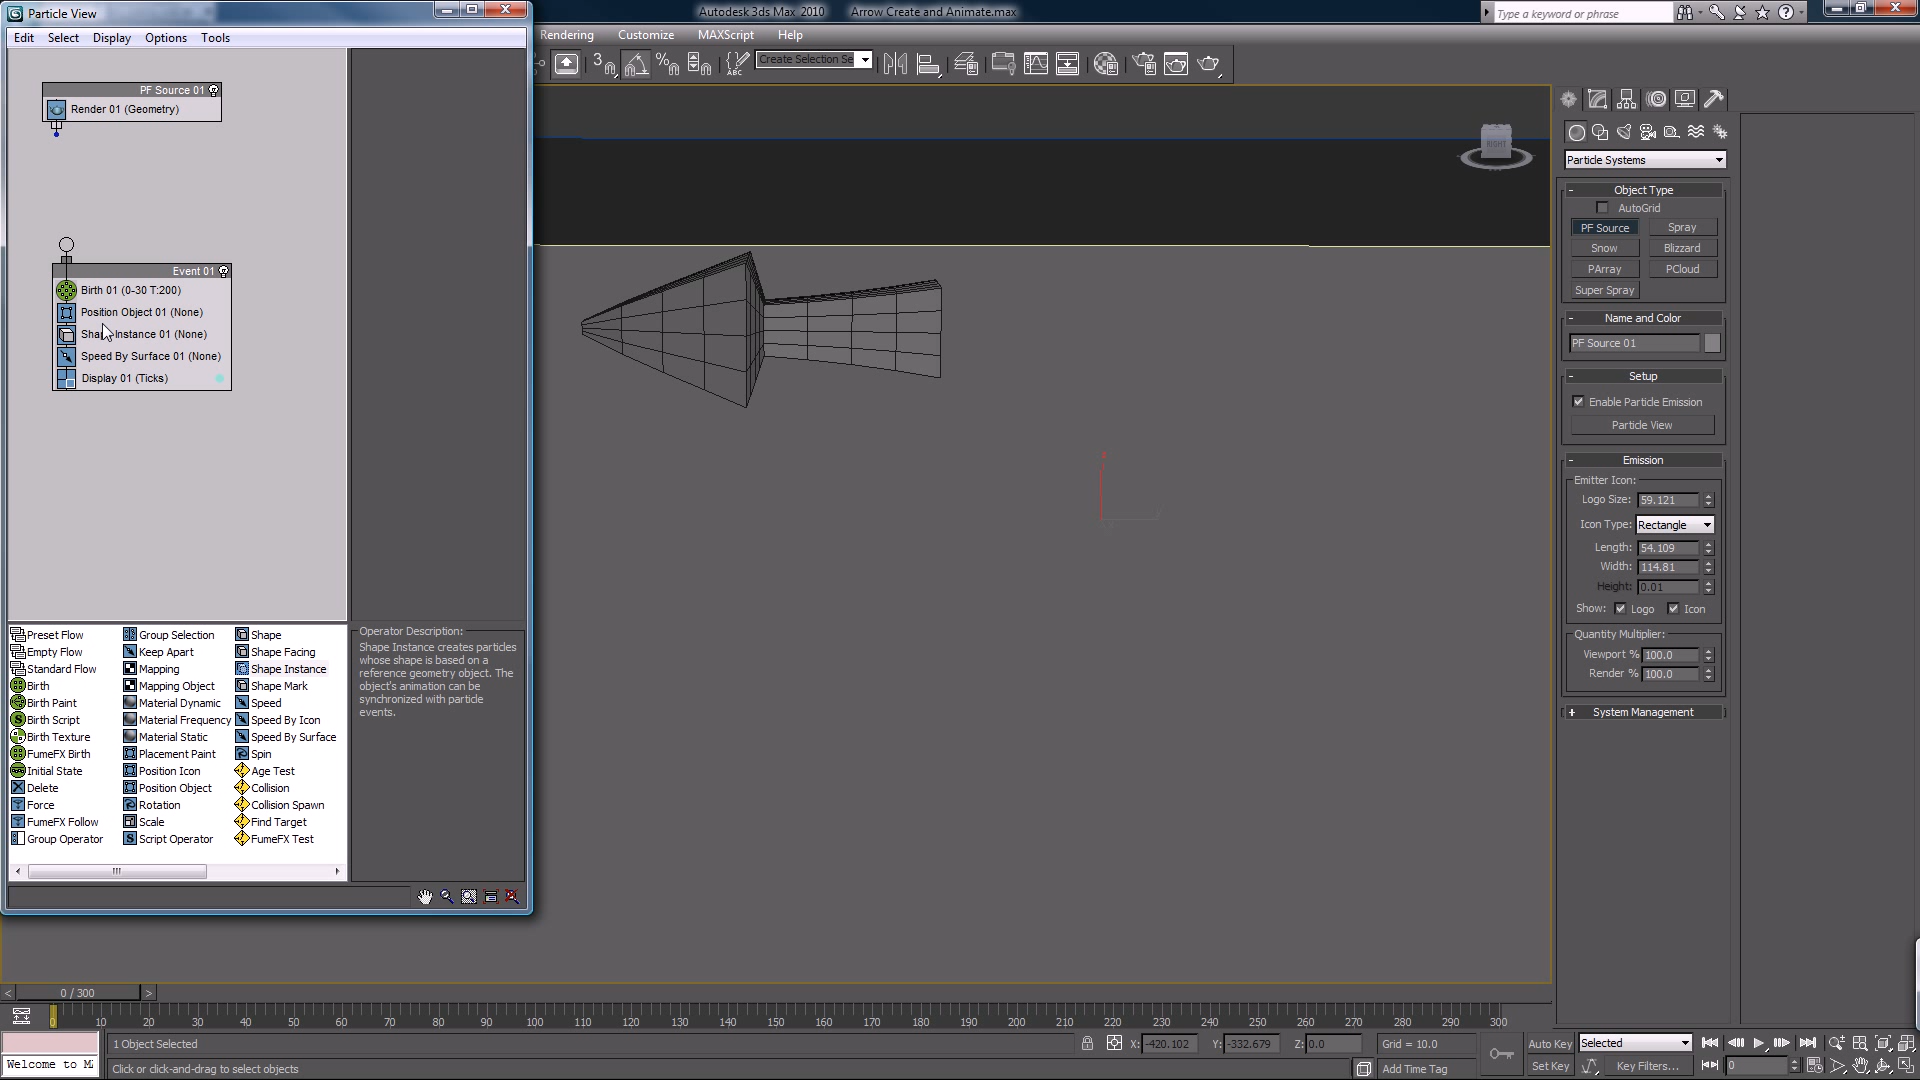 Particle View
Autodesk 3ds Max 2010 Arrow Create and Animate.max
Type a keyword or phrase
Edit Select Display Options Tools
Rendering Customize MAXScript Help
Create Selection Se
PF Source 01
Render 01 (Geometry)
RIGHT
Particle Systems
Object Type
AutoGrid
PF Source Spray
Snow Blizzard
PArray PCloud
Super Spray
Event 01
Birth 01 (0-30 T:200)
Position Object 01 (None)
Shape Instance 01 (None)
Speed By Surface 01 (None)
Display 01 (Ticks)
Name and Color
PF Source 01
Setup
Enable Particle Emission
Particle View
Emission
Emitter Icon:
Logo Size: 59.121
Icon Type: Rectangle
Length: 54.109
Width: 114.81
Height: 0.01
Show: Logo Icon
Quantity Multiplier:
Viewport % 100.0
Render % 100.0
System Management
Preset Flow Group Selection Shape
Empty Flow Keep Apart Shape Facing
Standard Flow Mapping Shape Instance
Birth Mapping Object Shape Mark
Birth Paint Material Dynamic Speed
Birth Script Material Frequency Speed By Icon
Birth Texture Material Static Speed By Surface
FumeFX Birth Placement Paint Spin
Initial State Position Icon Age Test
Delete Position Object Collision
Force Rotation Collision Spawn
FumeFX Follow Scale Find Target
Group Operator Script Operator FumeFX Test
Operator Description:
Shape Instance creates particles
whose shape is based on a
reference geometry object. The
object's animation can be
synchronized with particle
events.
0 / 300
0 10 20 30 40 50 60 70 80 90 100 110 120 130 140 150 160 170 180 190 200 210 220 230 240 250 260 270 280 290 300
1 Object Selected
X: -420.102 Y: -332.679 Z: 0.0 Grid = 10.0
Auto Key Selected
Welcome to M
Click or click-and-drag to select objects
Add Time Tag
Set Key Key Filters... 0